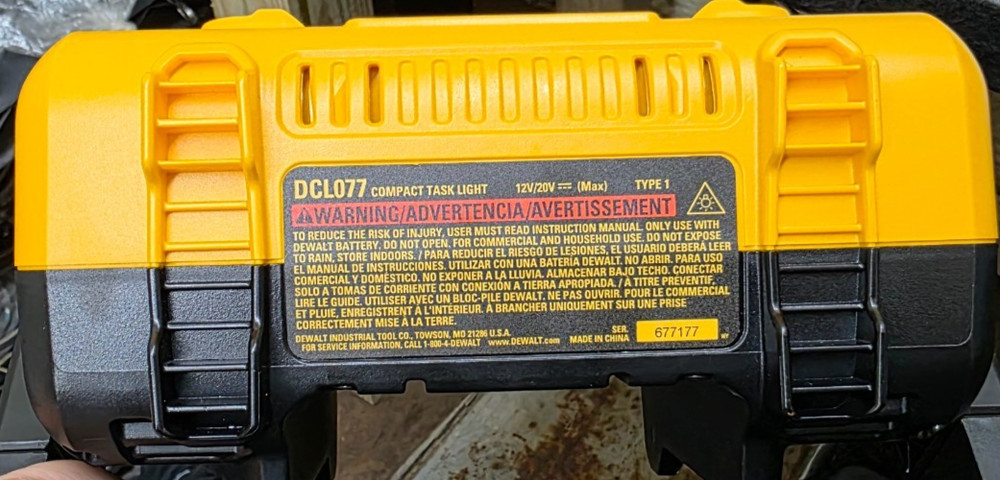 DCL077 COMPACT TASK LIGHT 12V/20V ⎓ (Max) TYPE 1
⚠WARNING/ADVERTENCIA/AVERTISSEMENT
TO REDUCE THE RISK OF INJURY, USER MUST READ INSTRUCTION MANUAL. ONLY USE WITH
DEWALT BATTERY. DO NOT OPEN. FOR COMMERCIAL AND HOUSEHOLD USE. DO NOT EXPOSE
TO RAIN, STORE INDOORS. / PARA REDUCIR EL RIESGO DE LESIONES, EL USUARIO DEBERÁ LEER
EL MANUAL DE INSTRUCCIONES. UTILIZAR CON UNA BATERÍA DEWALT. NO ABRIR. PARA USO
COMERCIAL Y DOMÉSTICO. NO EXPONER A LA LLUVIA. ALMACENAR BAJO TECHO. CONECTAR
SOLO A TOMAS DE CORRIENTE CON CONEXIÓN A TIERRA APROPIADA. / À TITRE PRÉVENTIF,
LIRE LE GUIDE. UTILISER AVEC UN BLOC-PILE DEWALT. NE PAS OUVRIR. POUR LE COMMERCIAL
ET PLUIE, ENREGISTRENT A L'INTERIEUR. À BRANCHER UNIQUEMENT SUR UNE PRISE
CORRECTEMENT MISE À LA TERRE.
DEWALT INDUSTRIAL TOOL CO., TOWSON, MD 21286 U.S.A.
FOR SERVICE INFORMATION, CALL 1-800-4-DEWALT www.DEWALT.com MADE IN CHINA SER. 677177